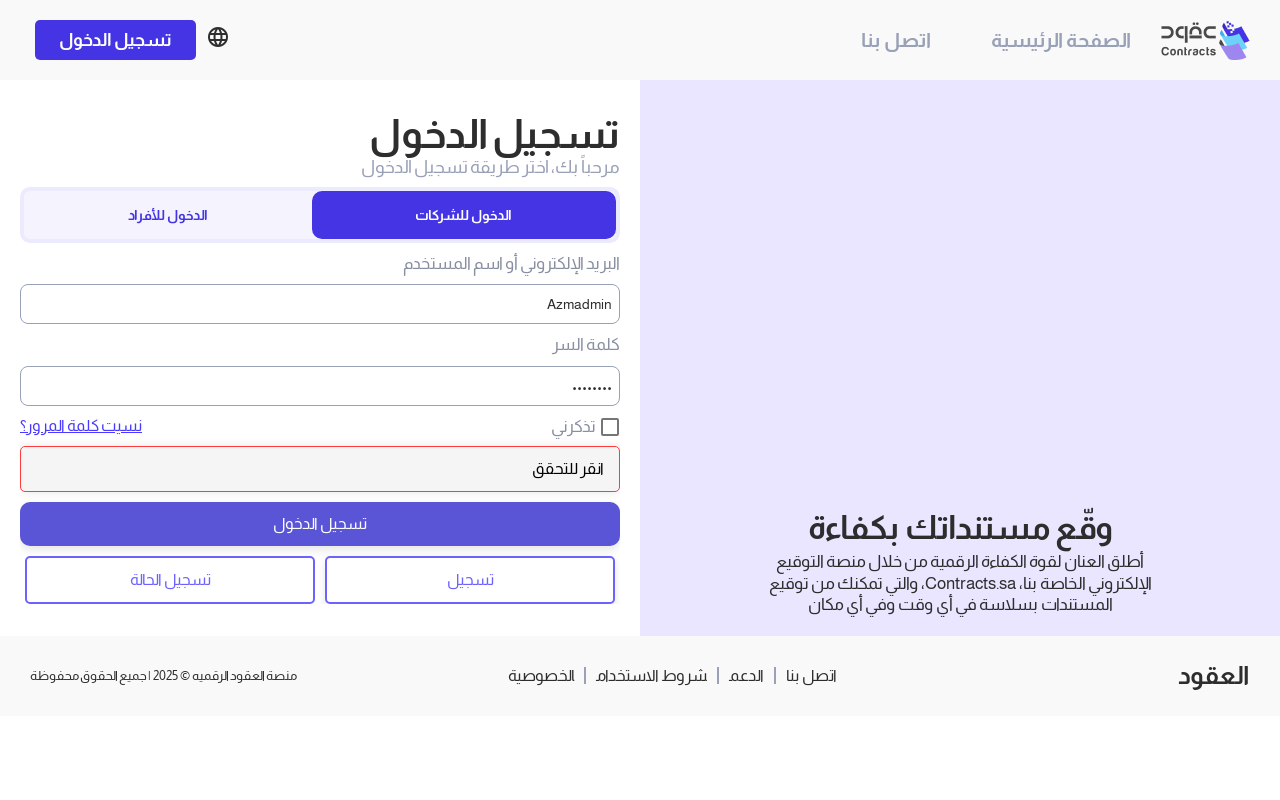 عقود
Contracts
الصفحة الرئيسية
اتصل بنا
تسجيل الدخول
تسجيل الدخول
مرحباً بك، اختر طريقة تسجيل الدخول
الدخول للشركات
الدخول للأفراد
البريد الإلكتروني أو اسم المستخدم
Azmadmin
كلمة السر
••••••••
تذكرني
نسيت كلمة المرور؟
انقر للتحقق
تسجيل الدخول
تسجيل
تسجيل الحالة
وقّع مستنداتك بكفاءة
أطلق العنان لقوة الكفاءة الرقمية من خلال منصة التوقيع
الإلكتروني الخاصة بنا، Contracts.sa، والتي تمكنك من توقيع
المستندات بسلاسة في أي وقت وفي أي مكان
العقود
اتصل بنا | الدعم | شروط الاستخدام | الخصوصية
منصة العقود الرقميه © 2025 | جميع الحقوق محفوظة